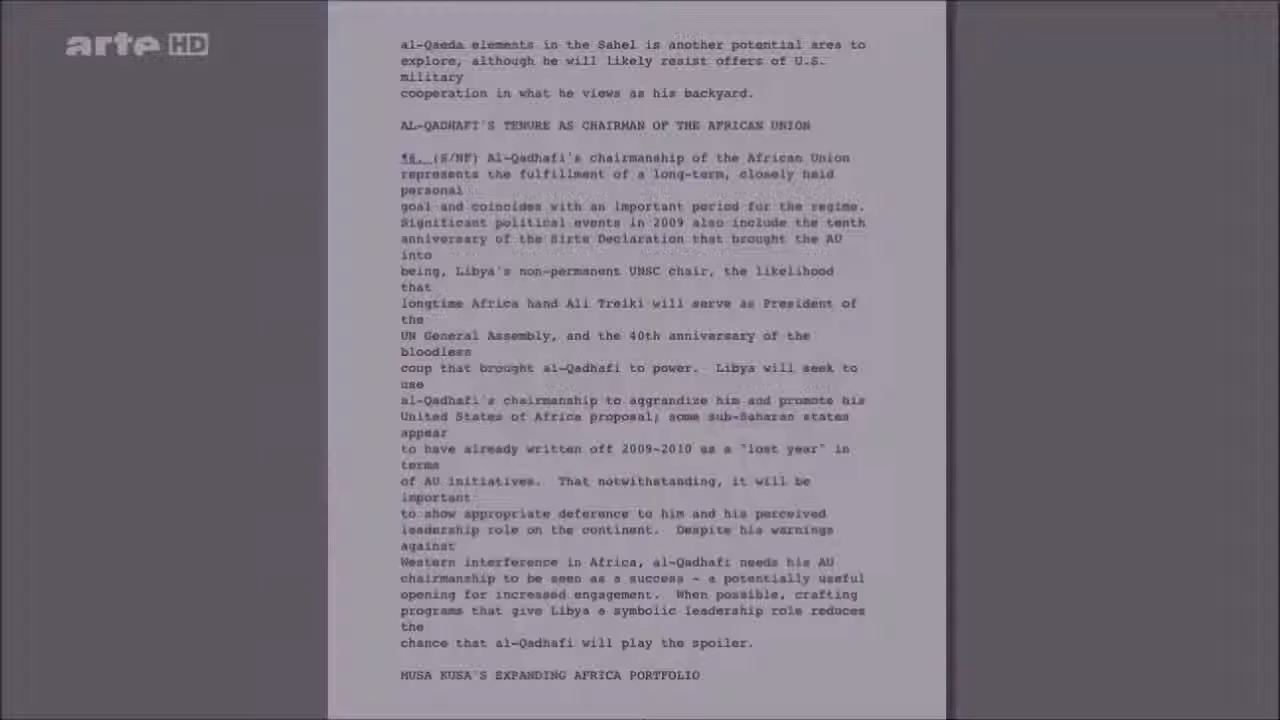 arte HD
al-Qaeda elements in the Sahel is another potential area to
explore, although he will likely resist offers of U.S.
military
cooperation in what he views as his backyard.
AL-QADHAFI'S TENURE AS CHAIRMAN OF THE AFRICAN UNION
¶6. (S/NF) Al-Qadhafi's chairmanship of the African Union
represents the fulfillment of a long-term, closely held
personal
goal and coincides with an important period for the regime.
Significant political events in 2009 also include the tenth
anniversary of the Sirte Declaration that brought the AU
into
being, Libya's non-permanent UNSC chair, the likelihood
that
longtime Africa hand Ali Treiki will serve as President of
the
UN General Assembly, and the 40th anniversary of the
bloodless
coup that brought al-Qadhafi to power.  Libya will seek to
use
al-Qadhafi's chairmanship to aggrandize him and promote his
United States of Africa proposal; some sub-Saharan states
appear
to have already written off 2009-2010 as a "lost year" in
terms
of AU initiatives.  That notwithstanding, it will be
important
to show appropriate deference to him and his perceived
leadership role on the continent.  Despite his warnings
against
Western interference in Africa, al-Qadhafi needs his AU
chairmanship to be seen as a success - a potentially useful
opening for increased engagement.  When possible, crafting
programs that give Libya a symbolic leadership role reduces
the
chance that al-Qadhafi will play the spoiler.
MUSA KUSA'S EXPANDING AFRICA PORTFOLIO